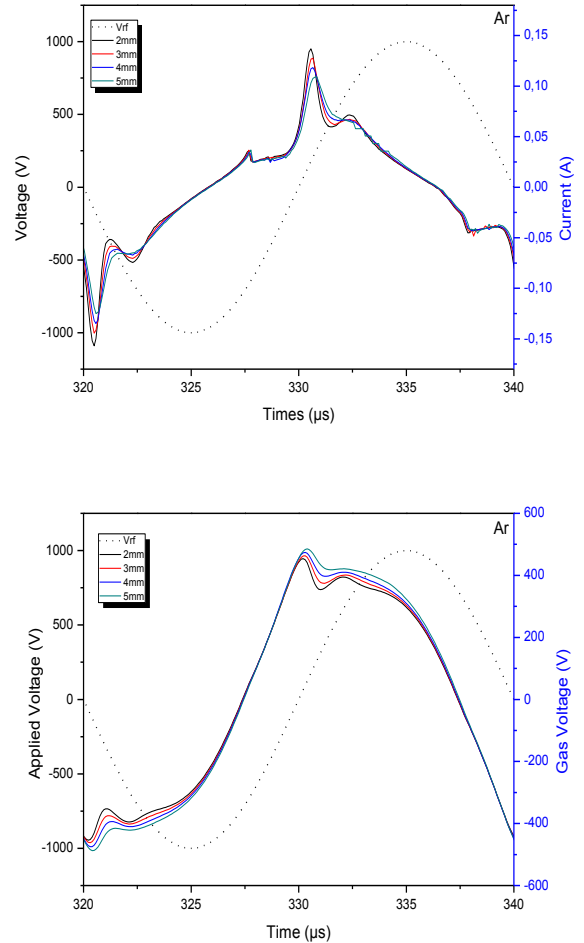 Ar
Vrf
2mm
3mm
4mm
5mm
1000
500
0
-500
-1000
Voltage (V)
0,15
0,10
0,05
0,00
-0,05
-0,10
-0,15
Current (A)
320 325 330 335 340
Times (µs)
Ar
Vrf
2mm
3mm
4mm
5mm
1000
500
0
-500
-1000
Applied Voltage (V)
600
400
200
0
-200
-400
-600
Gas Voltage (V)
320 325 330 335 340
Time (µs)